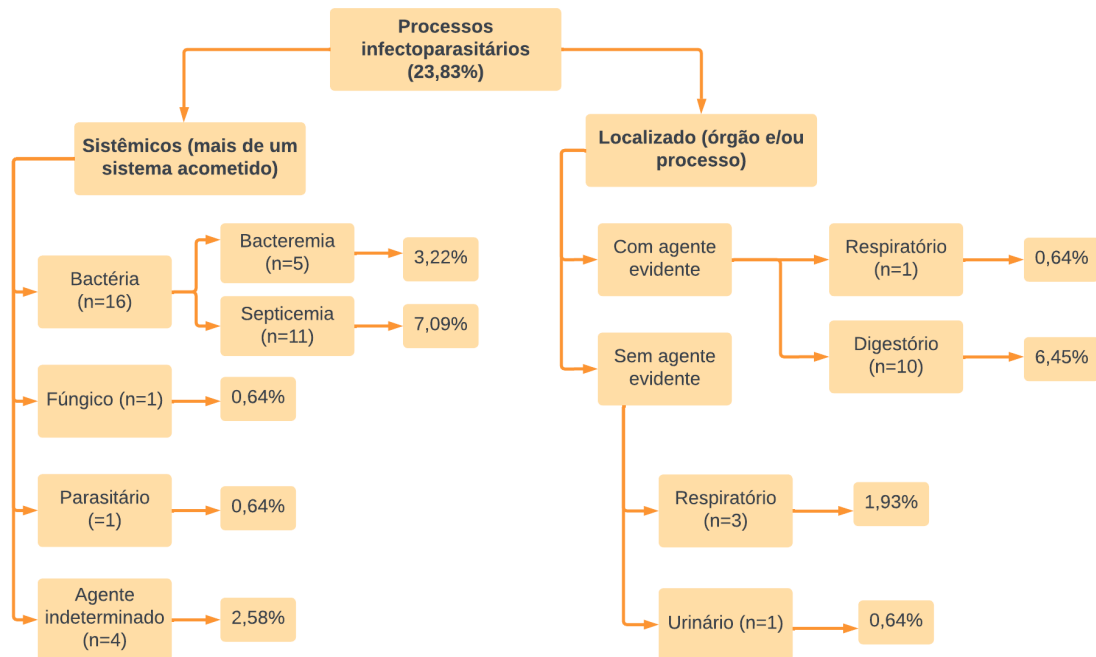 Processos
infectoparasitários
(23,83%)
Sistêmicos (mais de um
sistema acometido)
Bactéria
(n=16)
Bacteremia
(n=5)
3,22%
Septicemia
(n=11)
7,09%
Fúngico (n=1)
0,64%
Parasitário
(=1)
0,64%
Agente
indeterminado
(n=4)
2,58%
Localizado (órgão e/ou
processo)
Com agente
evidente
Respiratório
(n=1)
0,64%
Digestório
(n=10)
6,45%
Sem agente
evidente
Respiratório
(n=3)
1,93%
Urinário (n=1)
0,64%